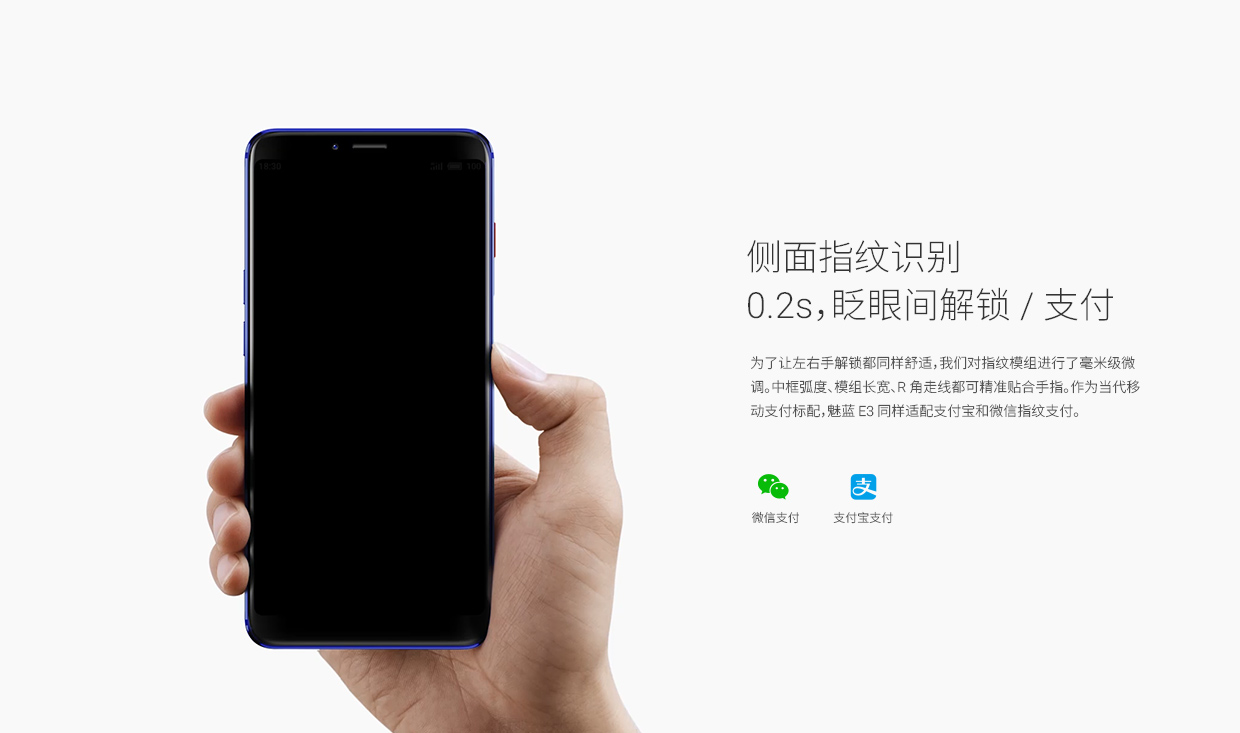 侧面指纹识别
0.2s，眨眼间解锁 / 支付
为了让左右手解锁都同样舒适，我们对指纹模组进行了毫米级微
调。中框弧度、模组长宽、R 角走线都可精准贴合手指。作为当代移
动支付标配，魅蓝 E3 同样适配支付宝和微信指纹支付。
支
微信支付
支付宝支付